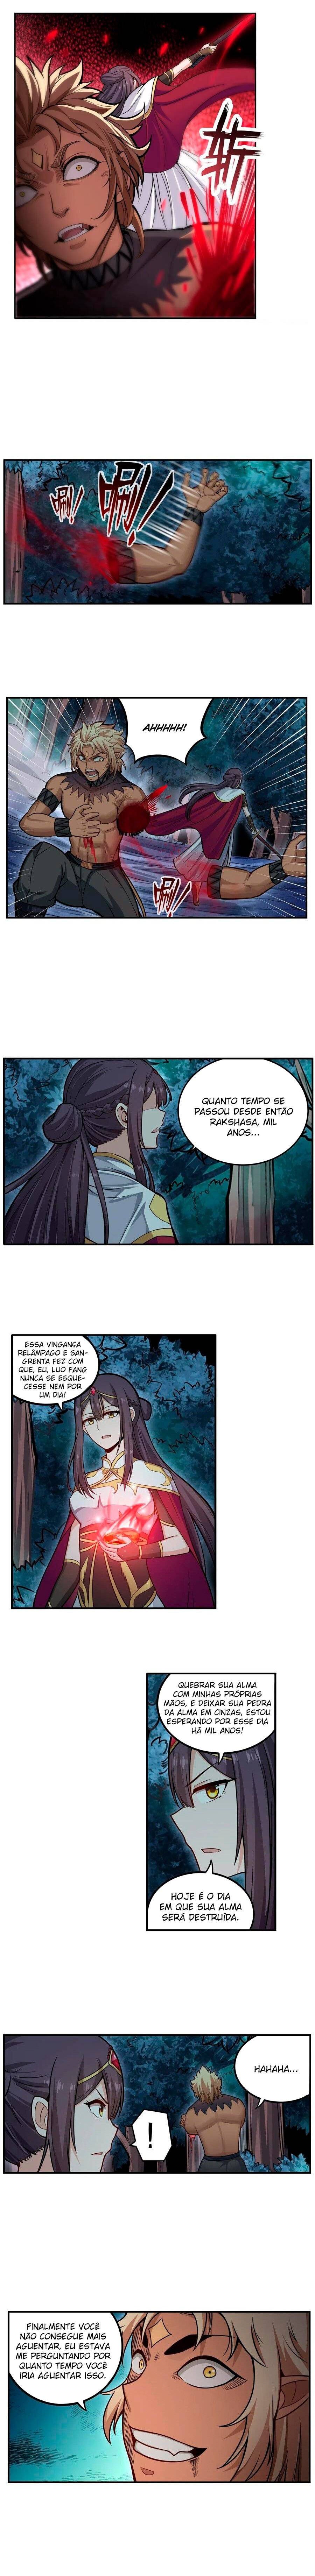 斩
唰!!
唰!!
AHHHHH!
唰!!
QUANTO TEMPO SE
PASSOU DESDE ENTÃO
RAKSHASA, MIL
ANOS...
ESSA VINGANÇA
RELÂMPAGO E SAN-
GRENTA FEZ COM
QUE, EU, LUO FANG
NUNCA SE ESQUE-
CESSE NEM POR
UM DIA!
QUEBRAR SUA ALMA
COM MINHAS PRÓPRIAS
MÃOS, E DEIXAR SUA PEDRA
DA ALMA EM CINZAS, ESTOU
ESPERANDO POR ESSE DIA
HÁ MIL ANOS!
HOJE É O DIA
EM QUE SUA ALMA
SERÁ DESTRUÍDA.
HAHAHA...
!
FINALMENTE VOCÊ
NÃO CONSEGUE MAIS
AGUENTAR, EU ESTAVA
ME PERGUNTANDO POR
QUANTO TEMPO VOCÊ
IRIA AGUENTAR ISSO.